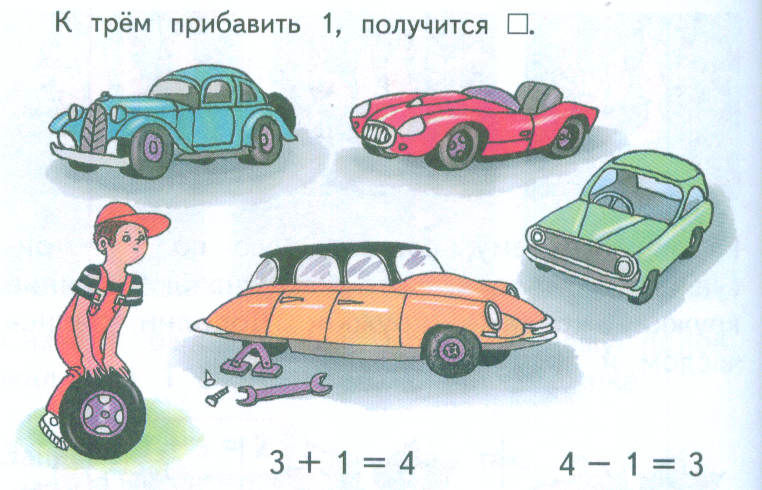 К трём прибавить 1, получится □.
3 + 1 = 4
4 − 1 = 3